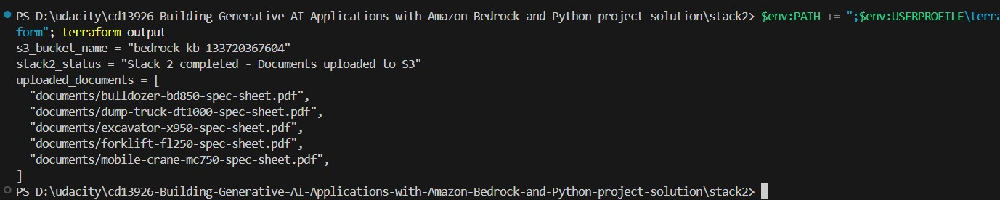 PS D:\udacity\cd13926-Building-Generative-AI-Applications-with-Amazon-Bedrock-and-Python-project-solution\stack2> $env:PATH += ";$env:USERPROFILE\terra
form"; terraform output
s3_bucket_name = "bedrock-kb-133720367604"
stack2_status = "Stack 2 completed - Documents uploaded to S3"
uploaded_documents = [
  "documents/bulldozer-bd850-spec-sheet.pdf",
  "documents/dump-truck-dt1000-spec-sheet.pdf",
  "documents/excavator-x950-spec-sheet.pdf",
  "documents/forklift-fl250-spec-sheet.pdf",
  "documents/mobile-crane-mc750-spec-sheet.pdf",
]
PS D:\udacity\cd13926-Building-Generative-AI-Applications-with-Amazon-Bedrock-and-Python-project-solution\stack2>